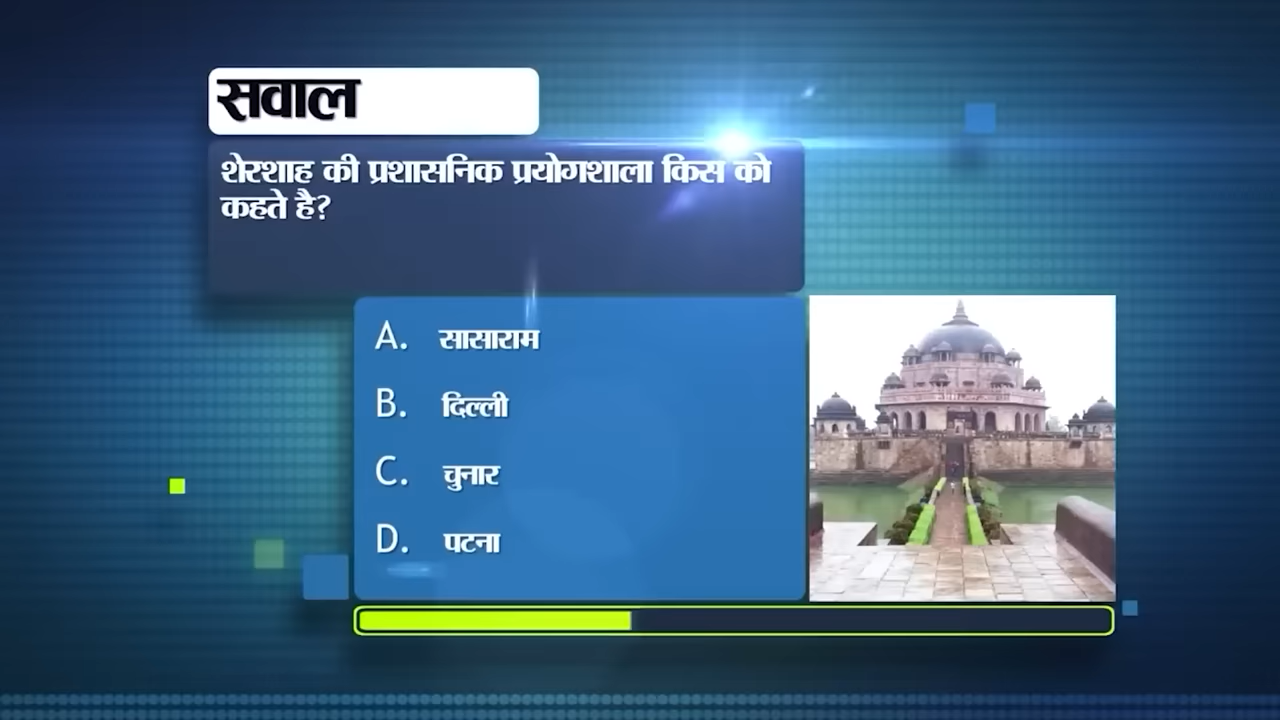 सवाल
शेरशाह की प्रशासनिक प्रयोगशाला किस को
कहते है?
A. सासाराम
B. दिल्ली
C. चुनार
D. पटना